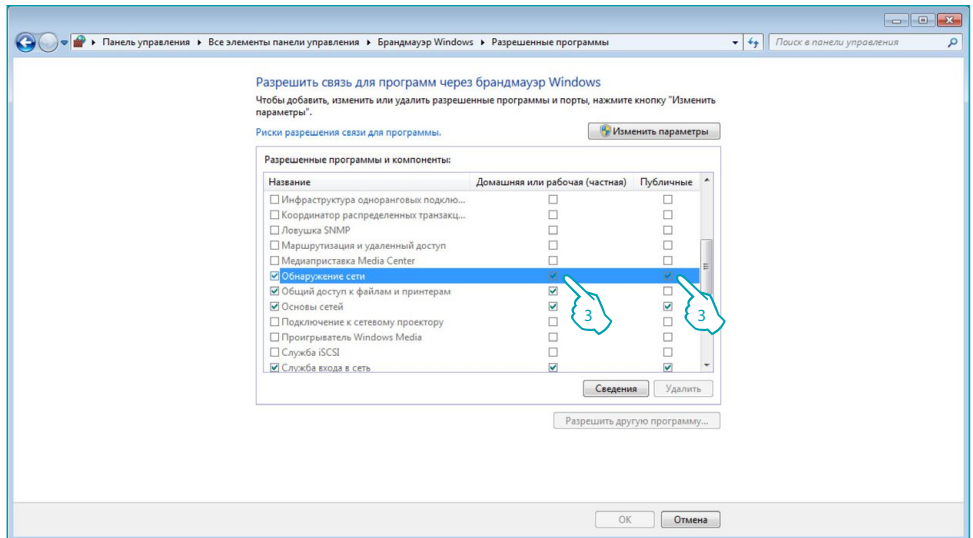 Панель управления ▸ Все элементы панели управления ▸ Брандмауэр Windows ▸ Разрешенные программы
Поиск в панели управления
Разрешить связь для программ через брандмауэр Windows
Чтобы добавить, изменить или удалить разрешенные программы и порты, нажмите кнопку "Изменить
параметры".
Риски разрешения связи для программы.
Изменить параметры
Разрешенные программы и компоненты:
Название Домашняя или рабочая (частная) Публичные
Инфраструктура одноранговых подклю...
Координатор распределенных транзакц...
Ловушка SNMP
Маршрутизация и удаленный доступ
Медиаприставка Media Center
Обнаружение сети
Общий доступ к файлам и принтерам
Основы сетей
3 3
Подключение к сетевому проектору
Проигрыватель Windows Media
Служба iSCSI
Служба входа в сеть
Сведения Удалить
Разрешить другую программу...
OK Отмена